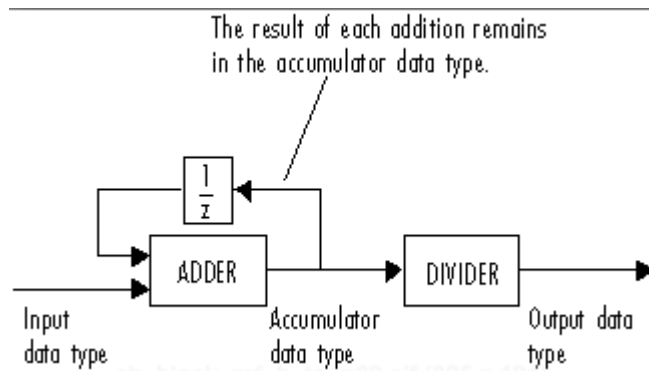 The result of each addition remains
in the accumulator data type.
1
z
ADDER
DIVIDER
Input
data type
Accumulator
data type
Output data
type